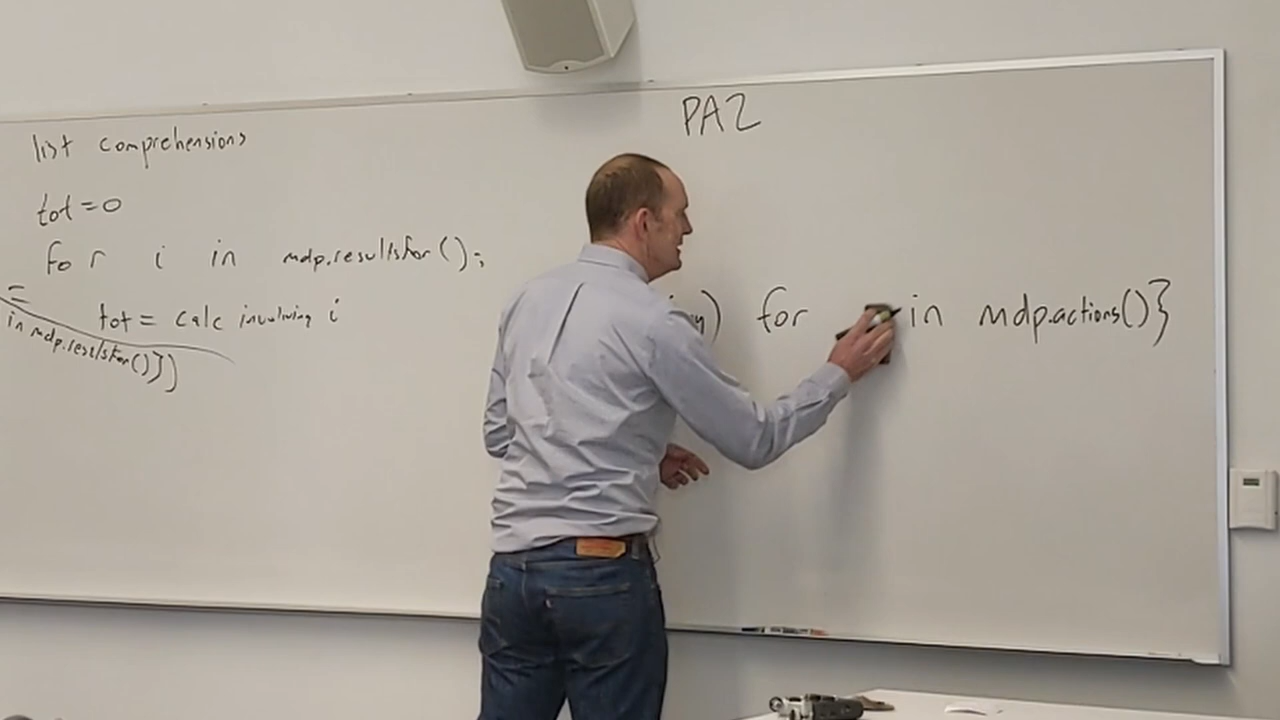 list comprehensions
tot = 0
for i in mdp.resultsfor():
tot = calc involving i
=
in mdp.resultsfor()])
PA2
) for in mdp.actions()}